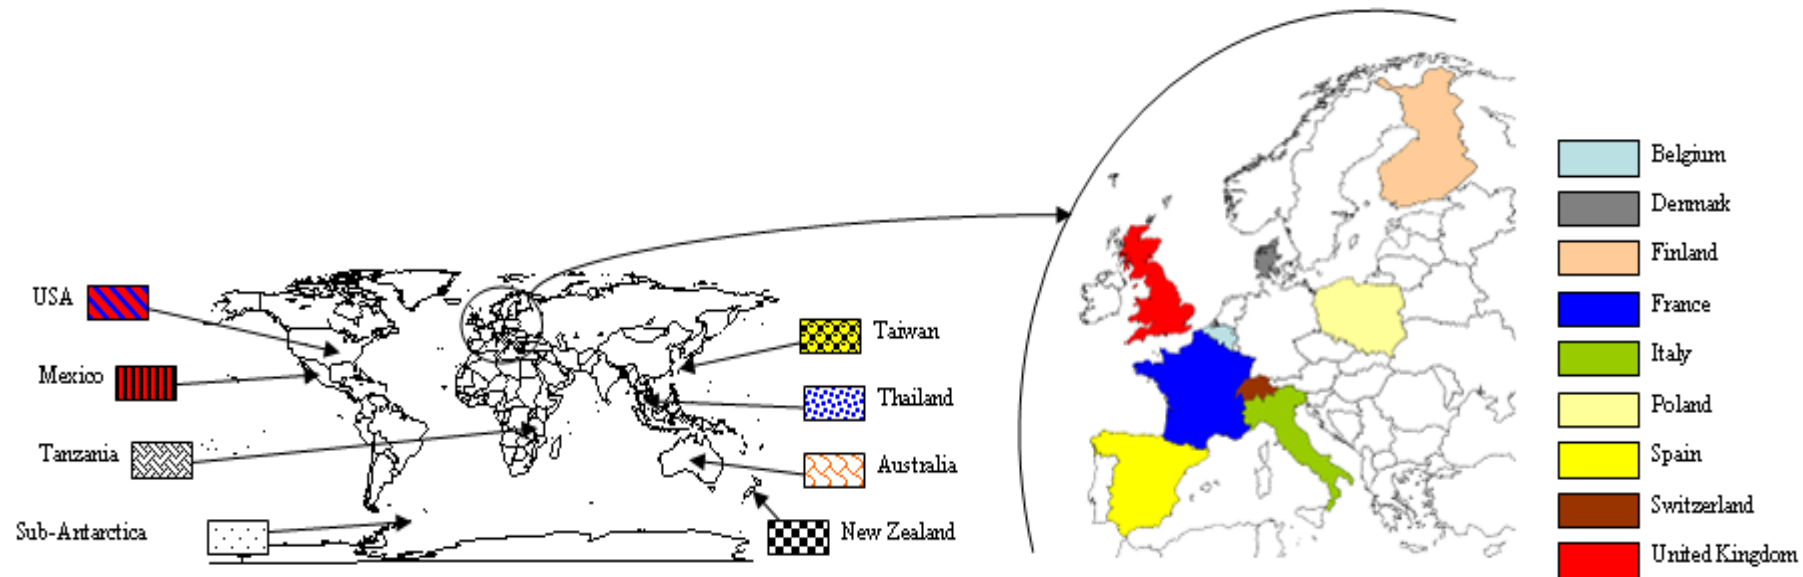 USA
Mexico
Tanzania
Sub-Antarctica
Taiwan
Thailand
Australia
New Zealand
Belgium
Denmark
Finland
France
Italy
Poland
Spain
Switzerland
United Kingdom